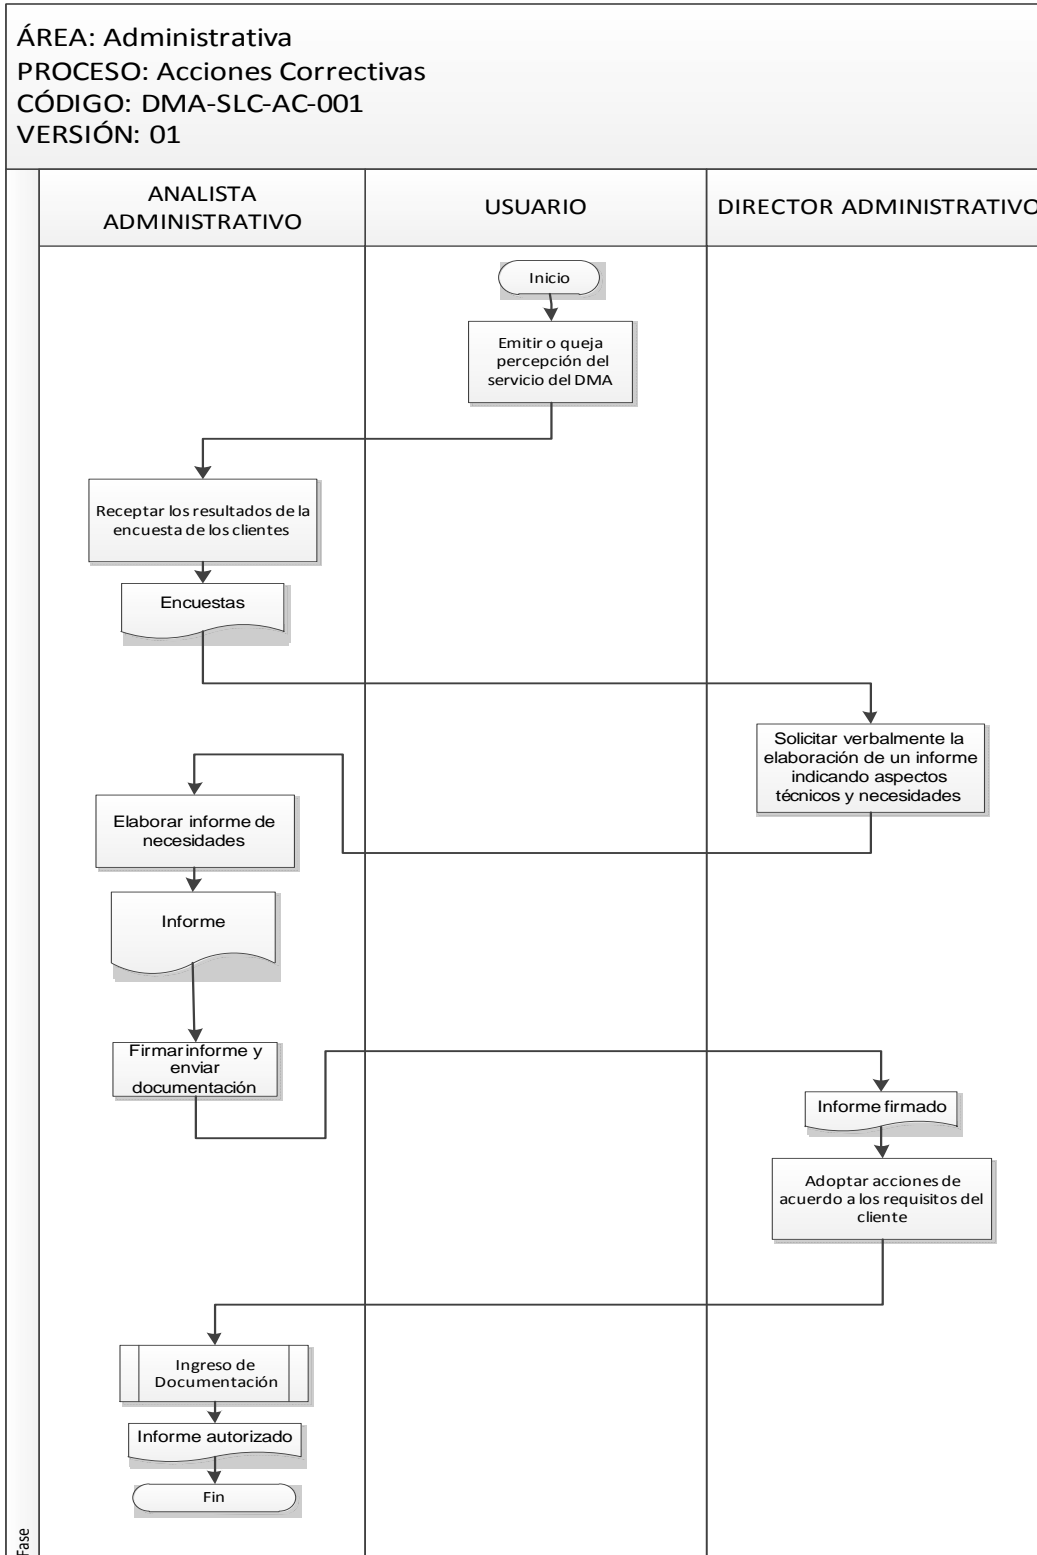 ÁREA: Administrativa
PROCESO: Acciones Correctivas
CÓDIGO: DMA-SLC-AC-001
VERSIÓN: 01
ANALISTA
ADMINISTRATIVO
USUARIO
DIRECTOR ADMINISTRATIVO
Inicio
Emitir o queja
percepción del
servicio del DMA
Receptar los resultados de la
encuesta de los clientes
Encuestas
Solicitar verbalmente la
elaboración de un informe
indicando aspectos
técnicos y necesidades
Elaborar informe de
necesidades
Informe
Firmar informe y
enviar
documentación
Informe firmado
Adoptar acciones de
acuerdo a los requisitos del
cliente
Ingreso de
Documentación
Informe autorizado
Fin
Fase